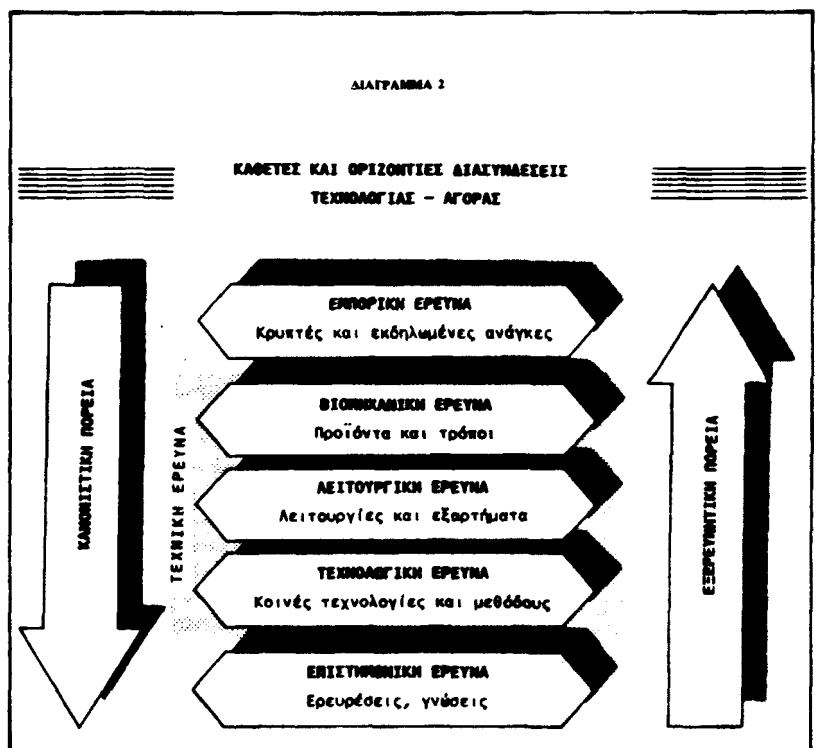 ΔΙΑΓΡΑΜΜΑ 2
ΚΑΘΕΤΕΣ ΚΑΙ ΟΡΙΖΟΝΤΙΕΣ ΔΙΑΣΥΝΔΕΣΕΙΣ
ΤΕΧΝΟΛΟΓΙΑΣ - ΑΓΟΡΑΣ
ΚΑΝΟΝΙΣΤΙΚΗ ΠΟΡΕΙΑ
ΤΕΧΝΙΚΗ ΕΡΕΥΝΑ
ΕΜΠΟΡΙΚΗ ΕΡΕΥΝΑ
Κρυπτές και εκδηλωμένες ανάγκες
ΒΙΟΜΗΧΑΝΙΚΗ ΕΡΕΥΝΑ
Προϊόντα και τρόποι
ΛΕΙΤΟΥΡΓΙΚΗ ΕΡΕΥΝΑ
Λειτουργίες και εξαρτήματα
ΤΕΧΝΟΛΟΓΙΚΗ ΕΡΕΥΝΑ
Κοινές τεχνολογίες και μεθόδους
ΕΠΙΣΤΗΜΟΝΙΚΗ ΕΡΕΥΝΑ
Ερευρέσεις, γνώσεις
ΕΞΕΡΕΥΝΗΤΙΚΗ ΠΟΡΕΙΑ